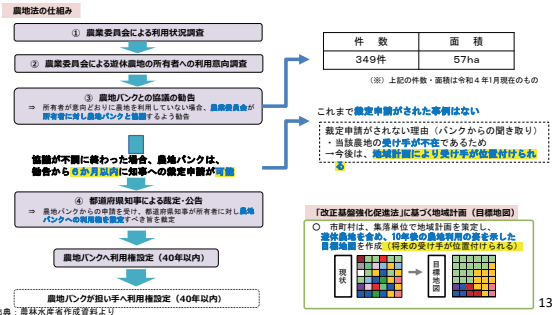 農地法の仕組み
① 農業委員会による利用状況調査
② 農業委員会による遊休農地の所有者への利用意向調査
③ 農地バンクとの協議の勧告
⇒ 所有者が意向どおりに農地を利用していない場合、農業委員会が
所有者に対し農地バンクと協議するよう勧告
協議が不調に終わった場合、農地バンクは、
勧告から6か月以内に知事への裁定申請が可能
④ 都道府県知事による裁定・公告
⇒ 農地バンクからの申請を受け、都道府県知事が所有者に対し農地
バンクへの利用権を設定すべき旨を裁定
農地バンクへ利用権設定（40年以内）
農地バンクが担い手へ利用権設定（40年以内）
出典：農林水産省作成資料より
件 数
面 積
349件
57ha
（※）上記の件数・面積は令和４年1月現在のもの
これまで裁定申請がされた事例はない
裁定申請がされない理由（バンクからの聞き取り）
・当該農地の受け手が不在であるため
→今後は、地域計画により受け手が位置付けられ
る
「改正基盤強化促進法」に基づく地域計画（目標地図）
○ 市町村は、集落単位で地域計画を策定し、
遊休農地を含め、10年後の農地利用の姿を示した
目標地図を作成（将来の受け手が位置付けられる）
現状
目標地図
13